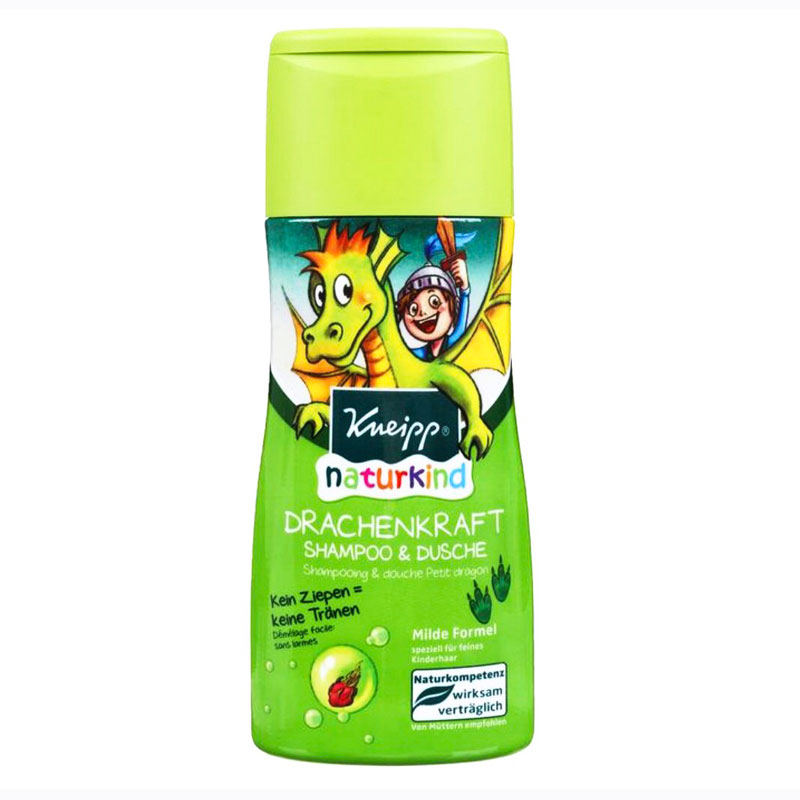 Kneipp®
naturkind
DRACHENKRAFT
SHAMPOO & DUSCHE
Shampooing & douche Petit dragon
Kein Ziepen =
keine Tränen
Démêlage facile:
sans larmes
Milde Formel
speziell für feines
Kinderhaar
Naturkompetenz
wirksam
verträglich
Von Müttern empfohlen